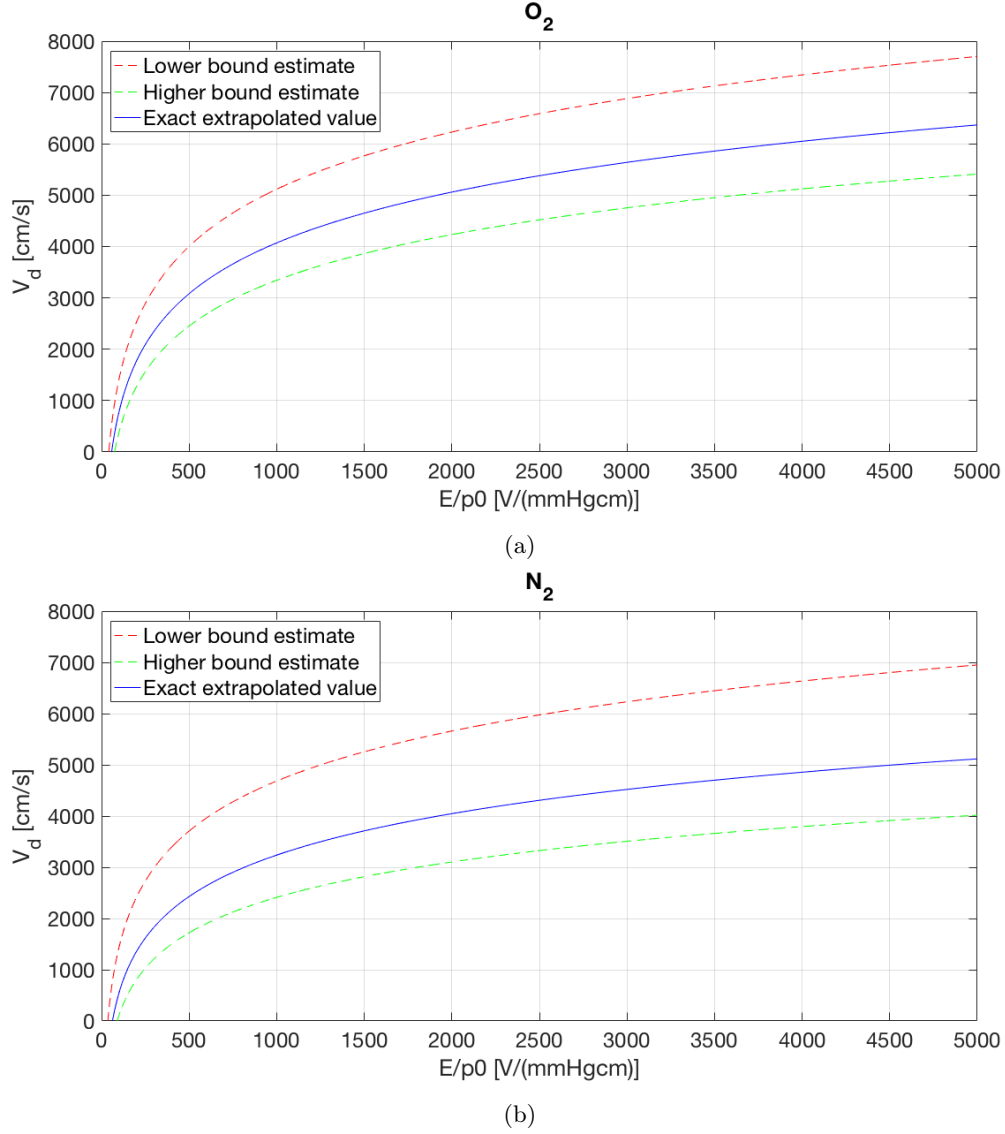 O2
8000
7000
6000
5000
4000
3000
2000
1000
0
Vd [cm/s]
Lower bound estimate
Higher bound estimate
Exact extrapolated value
0 500 1000 1500 2000 2500 3000 3500 4000 4500 5000
E/p0 [V/(mmHgcm)]
(a)
N2
8000
7000
6000
5000
4000
3000
2000
1000
0
Vd [cm/s]
Lower bound estimate
Higher bound estimate
Exact extrapolated value
0 500 1000 1500 2000 2500 3000 3500 4000 4500 5000
E/p0 [V/(mmHgcm)]
(b)